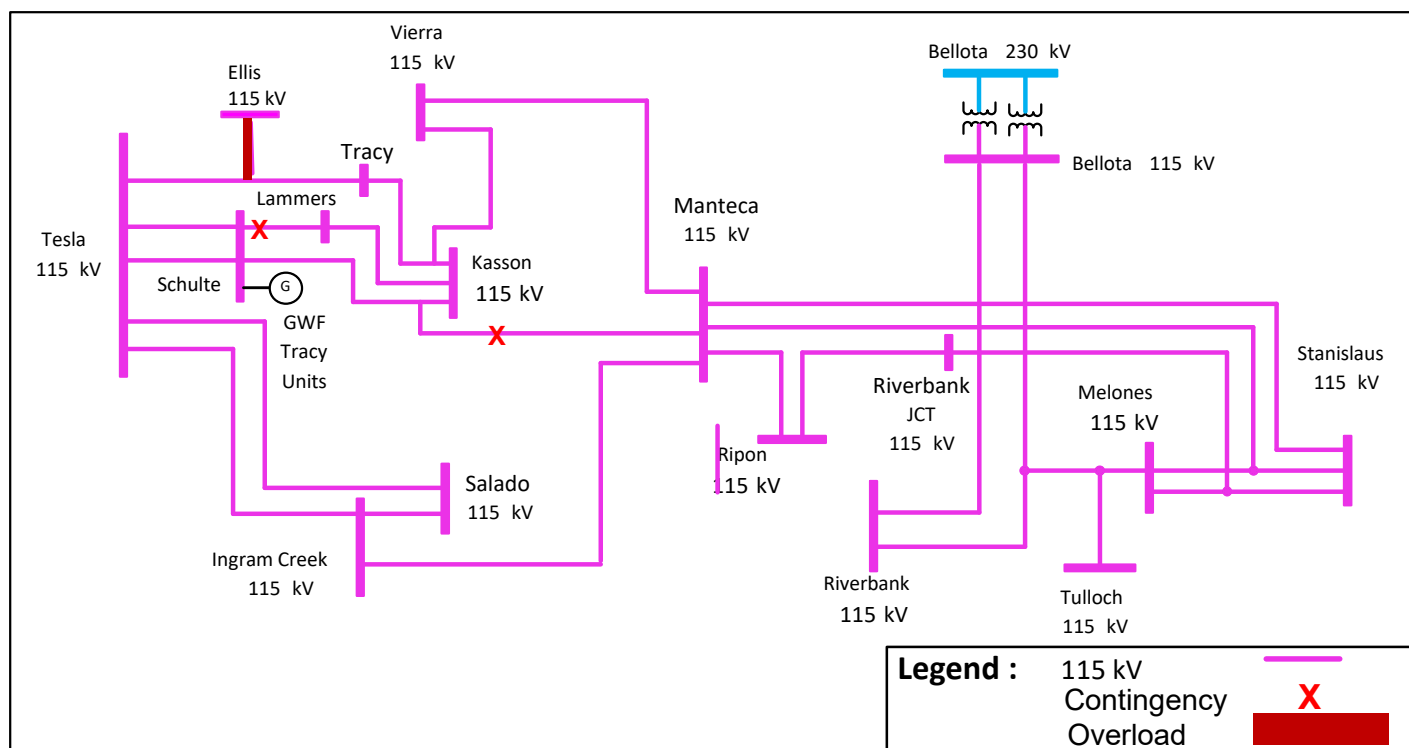 Vierra
115 kV
Bellota 230 kV
Ellis
115 kV
Tracy
Bellota 115 kV
Lammers
Manteca
115 kV
Tesla
115 kV
X
Kasson
115 kV
Schulte
G
GWF
Tracy
Units
X
Stanislaus
115 kV
Riverbank
JCT
115 kV
Melones
115 kV
Ripon
115 kV
Salado
115 kV
Ingram Creek
115 kV
Riverbank
115 kV
Tulloch
115 kV
Legend :
115 kV
Contingency X
Overload